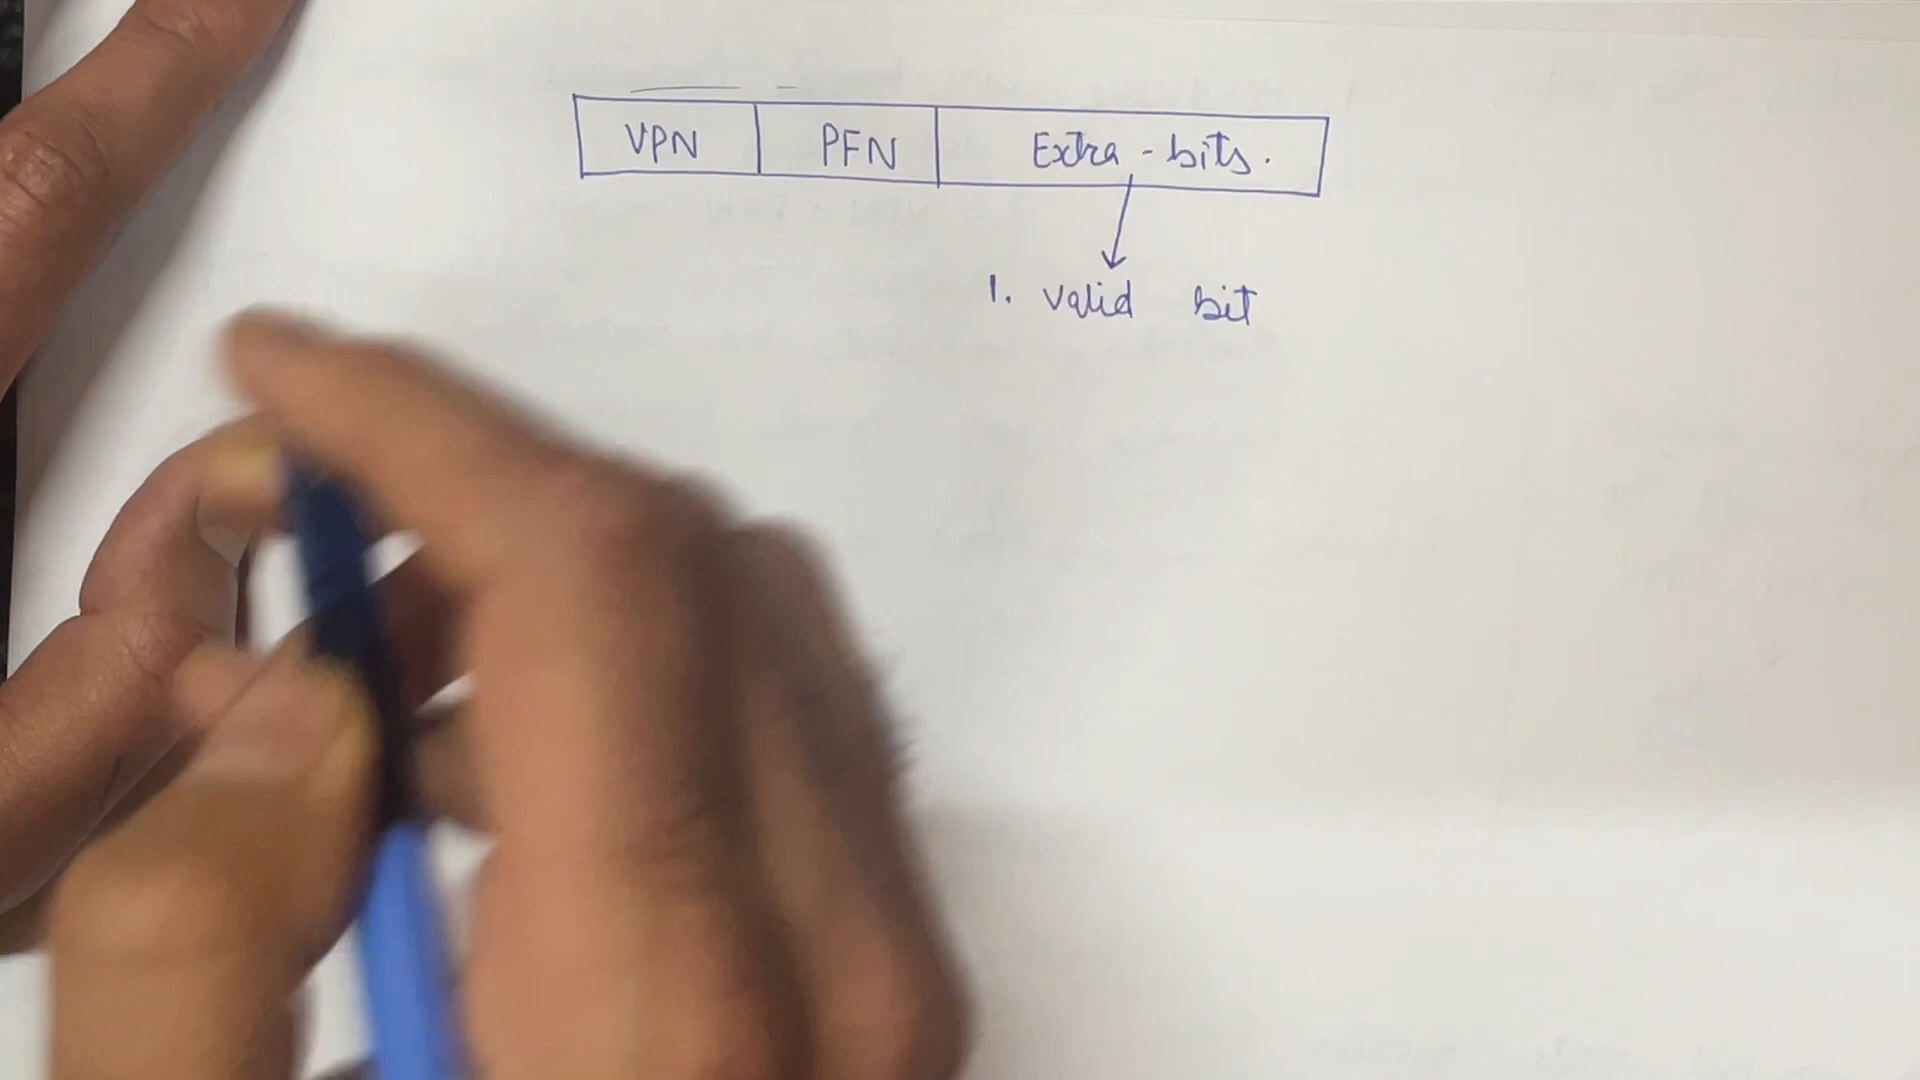 VPN PFN Extra - bits.
1. valid bit